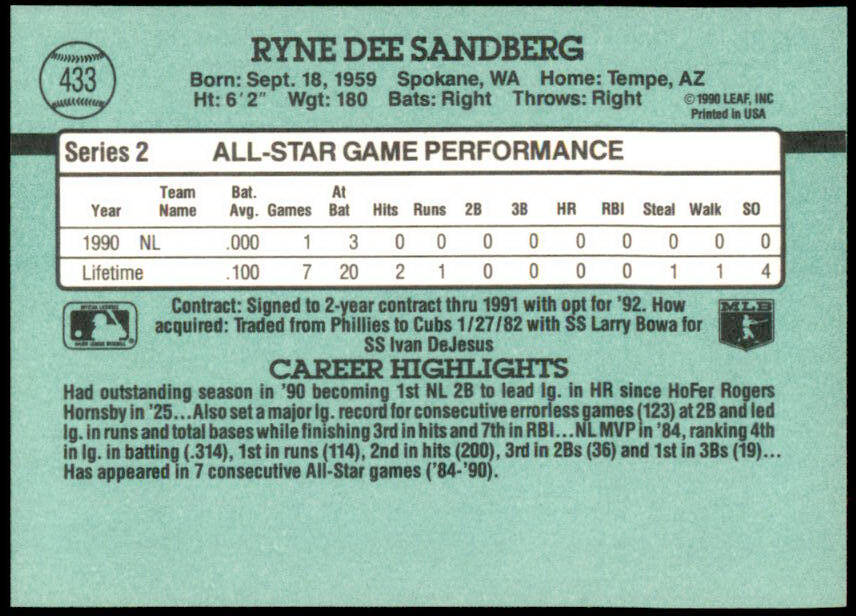 433
RYNE DEE SANDBERG
Born: Sept. 18, 1959 Spokane, WA Home: Tempe, AZ
Ht: 6'2" Wgt: 180 Bats: Right Throws: Right
©1990 LEAF, INC
Printed in USA
Series 2 ALL-STAR GAME PERFORMANCE
Year Team Name Bat. Avg. Games At Bat Hits Runs 2B 3B HR RBI Steal Walk SO
1990 NL .000 1 3 0 0 0 0 0 0 0 0 0
Lifetime .100 7 20 2 1 0 0 0 0 1 1 4
Contract: Signed to 2-year contract thru 1991 with opt for '92. How
acquired: Traded from Phillies to Cubs 1/27/82 with SS Larry Bowa for
SS Ivan DeJesus
MLB
CAREER HIGHLIGHTS
Had outstanding season in '90 becoming 1st NL 2B to lead lg. in HR since HoFer Rogers
Hornsby in '25...Also set a major lg. record for consecutive errorless games (123) at 2B and led
lg. in runs and total bases while finishing 3rd in hits and 7th in RBI...NL MVP in '84, ranking 4th
in lg. in batting (.314), 1st in runs (114), 2nd in hits (200), 3rd in 2Bs (36) and 1st in 3Bs (19)...
Has appeared in 7 consecutive All-Star games ('84-'90).